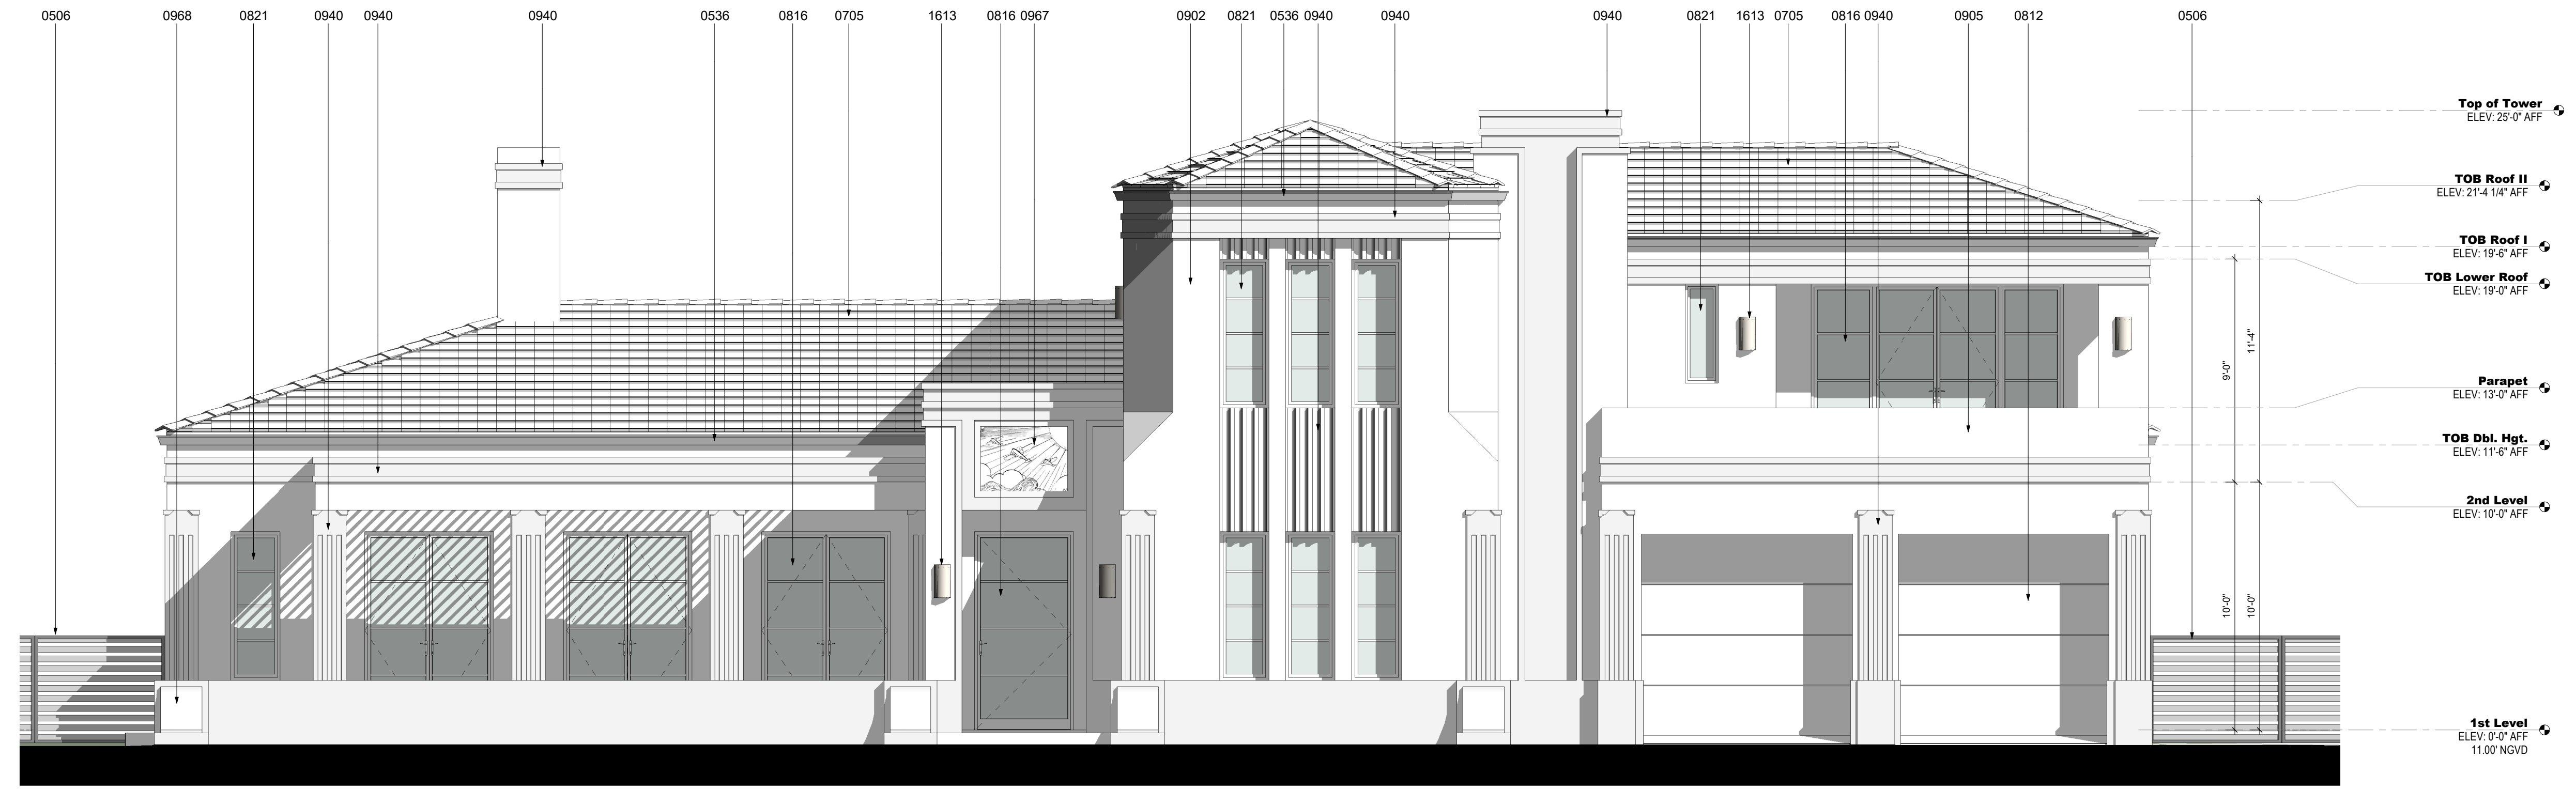 0506 0968 0821 0940 0940 0940 0536 0816 0705 1613 0816 0967 0902 0821 0536 0940 0940 0940 0821 1613 0705 0816 0940 0905 0812 0506
Top of Tower
ELEV: 25'-0" AFF
TOB Roof II
ELEV: 21'-4 1/4" AFF
TOB Roof I
ELEV: 19'-6" AFF
TOB Lower Roof
ELEV: 19'-0" AFF
11'-4"
9'-0"
Parapet
ELEV: 13'-0" AFF
TOB Dbl. Hgt.
ELEV: 11'-6" AFF
2nd Level
ELEV: 10'-0" AFF
10'-0"
10'-0"
1st Level
ELEV: 0'-0" AFF
11.00' NGVD